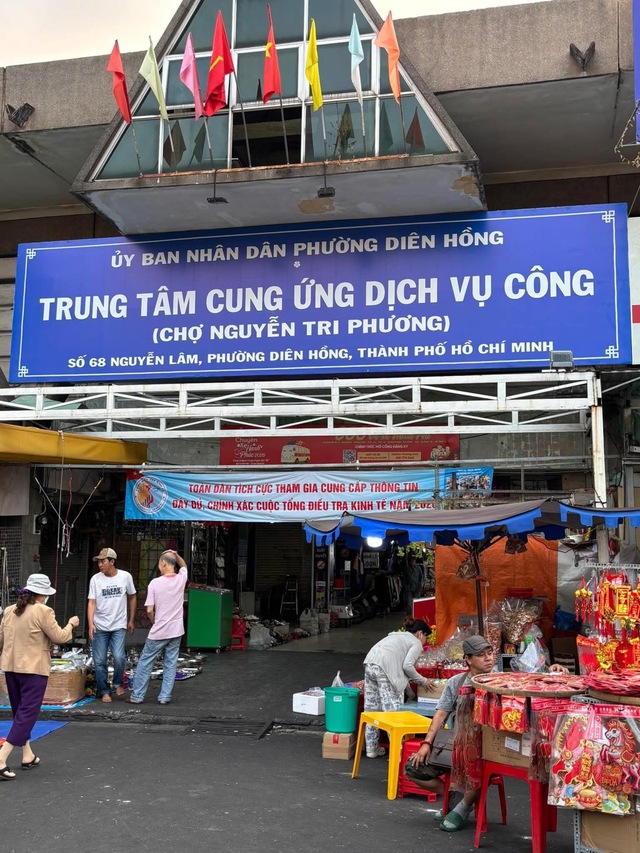 ỦY BAN NHÂN DÂN PHƯỜNG DIÊN HỒNG
TRUNG TÂM CUNG ỨNG DỊCH VỤ CÔNG
(CHỢ NGUYỄN TRI PHƯƠNG)
SỐ 68 NGUYỄN LÂM, PHƯỜNG DIÊN HỒNG, THÀNH PHỐ HỒ CHÍ MINH
Chuyến
TOÀN DÂN TÍCH CỰC THAM GIA CUNG CẤP THÔNG TIN
ĐẦY ĐỦ, CHÍNH XÁC CUỘC TỔNG ĐIỀU TRA KINH TẾ NĂM